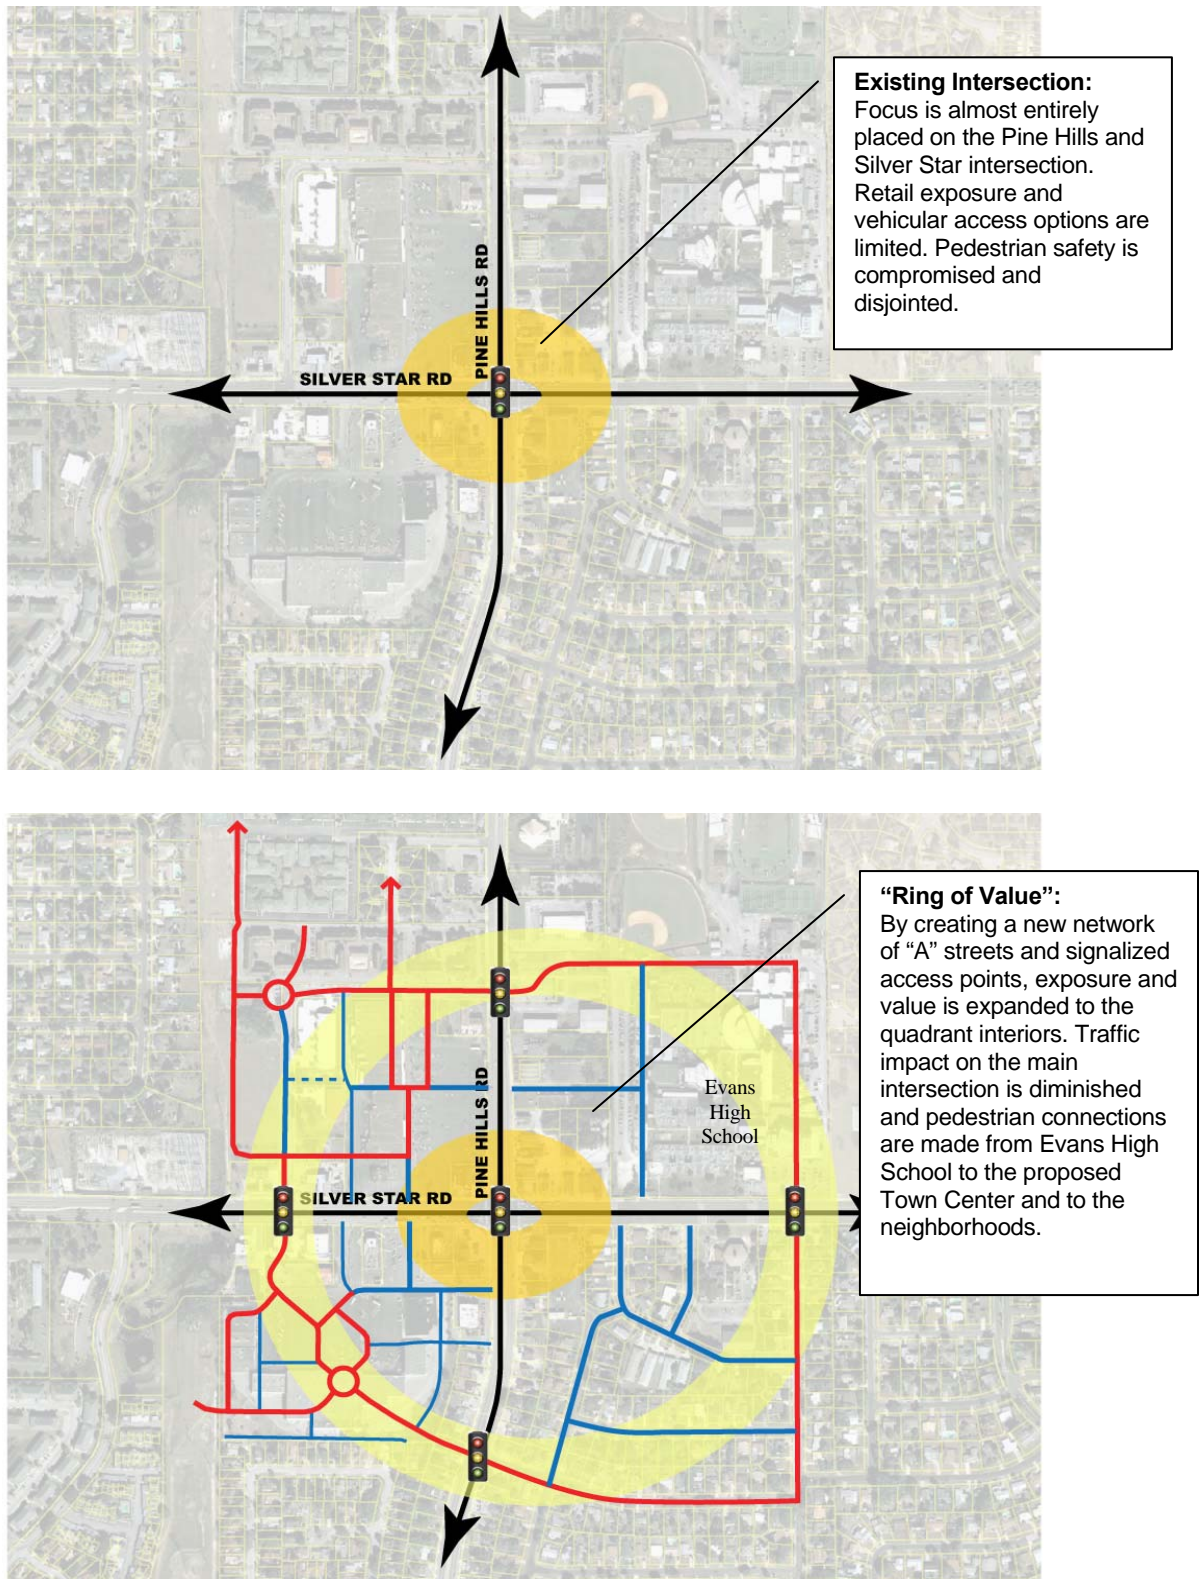 Existing Intersection:
Focus is almost entirely
placed on the Pine Hills and
Silver Star intersection.
Retail exposure and
vehicular access options are
limited. Pedestrian safety is
compromised and
disjointed.
PINE HILLS RD
SILVER STAR RD
“Ring of Value”:
By creating a new network
of “A” streets and signalized
access points, exposure and
value is expanded to the
quadrant interiors. Traffic
impact on the main
intersection is diminished
and pedestrian connections
are made from Evans High
School to the proposed
Town Center and to the
neighborhoods.
Evans
High
School
PINE HILLS RD
SILVER STAR RD